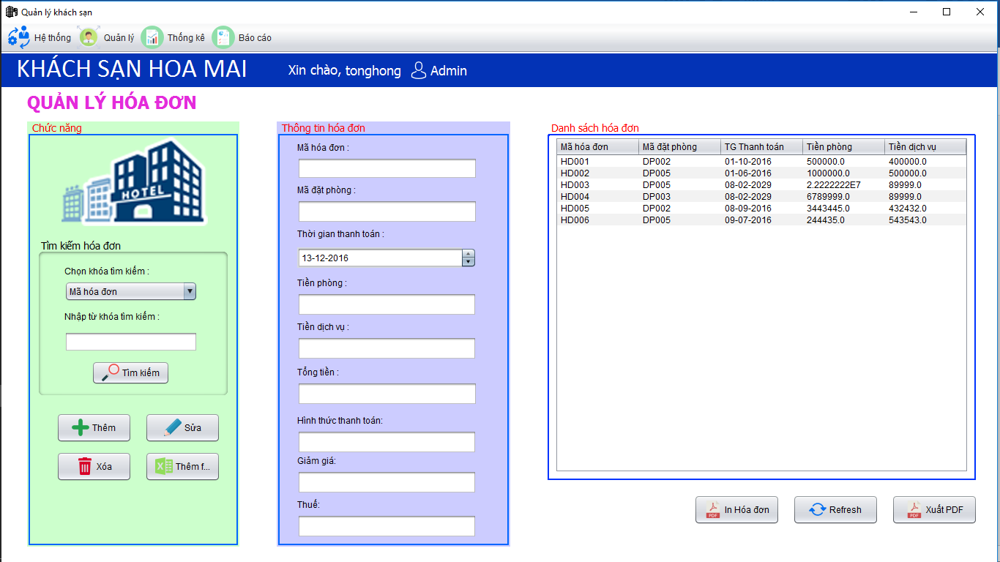 Quản lý khách sạn
Hệ thống Quản lý Thống kê Báo cáo
KHÁCH SẠN HOA MAI Xin chào, tonghong Admin
QUẢN LÝ HÓA ĐƠN
Chức năng
HOTEL
Tìm kiếm hóa đơn
Chọn khóa tìm kiếm :
Mã hóa đơn
Nhập từ khóa tìm kiếm :
Tìm kiếm
Thêm Sửa
Xóa Thêm f...
Thông tin hóa đơn
Mã hóa đơn :
Mã đặt phòng :
Thời gian thanh toán :
13-12-2016
Tiền phòng :
Tiền dịch vụ :
Tổng tiền :
Hình thức thanh toán:
Giảm giá:
Thuế:
Danh sách hóa đơn
Mã hóa đơn Mã đặt phòng TG Thanh toán Tiền phòng Tiền dịch vụ
HD001 DP002 01-10-2016 500000.0 400000.0
HD002 DP005 01-06-2016 1000000.0 500000.0
HD003 DP005 08-02-2029 2.2222222E7 89999.0
HD004 DP003 08-02-2029 6789999.0 89999.0
HD005 DP002 08-09-2016 3443445.0 432432.0
HD006 DP005 09-07-2016 244435.0 543543.0
PDF In Hóa đơn Refresh PDF Xuất PDF